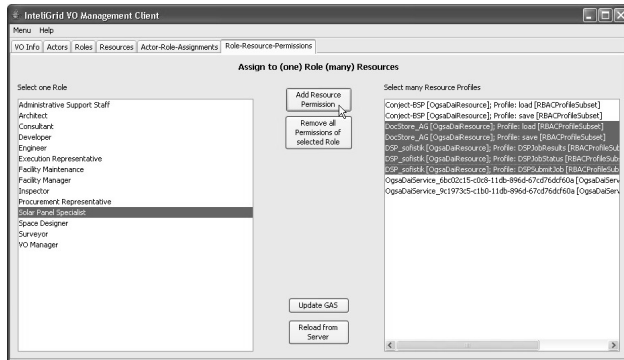 InteliGrid VO Management Client
Menu Help
VO Info Actors Roles Resources Actor-Role-Assignments Role-Resource-Permissions
Assign to (one) Role (many) Resources
Select one Role
Administrative Support Staff
Architect
Consultant
Developer
Engineer
Execution Representative
Facility Maintenance
Facility Manager
Inspector
Procurement Representative
Solar Panel Specialist
Space Designer
Surveyor
VO Manager
Add Resource
Permission
Remove all
Permissions of
selected Role
Update GAS
Reload from
Server
Select many Resource Profiles
Conject-BSP [OgsaDaiResource]; Profile: load [RBACProfileSubset]
Conject-BSP [OgsaDaiResource]; Profile: save [RBACProfileSubset]
DocStore_AG [OgsaDaiResource]; Profile: load [RBACProfileSubset]
DocStore_AG [OgsaDaiResource]; Profile: save [RBACProfileSubset]
DSP_sofistik [OgsaDaiResource]; Profile: DSPJobResults [RBACProfileSub
DSP_sofistik [OgsaDaiResource]; Profile: DSPJobStatus [RBACProfileSub
DSP_sofistik [OgsaDaiResource]; Profile: DSPSubmitJob [RBACProfileSub
OgsaDaiService_6bc02c15-c0c8-11db-896d-67cd76dcf60a [OgsaDaiServ
OgsaDaiService_9c1973c5-c1b0-11db-896d-67cd76dcf60a [OgsaDaiServ